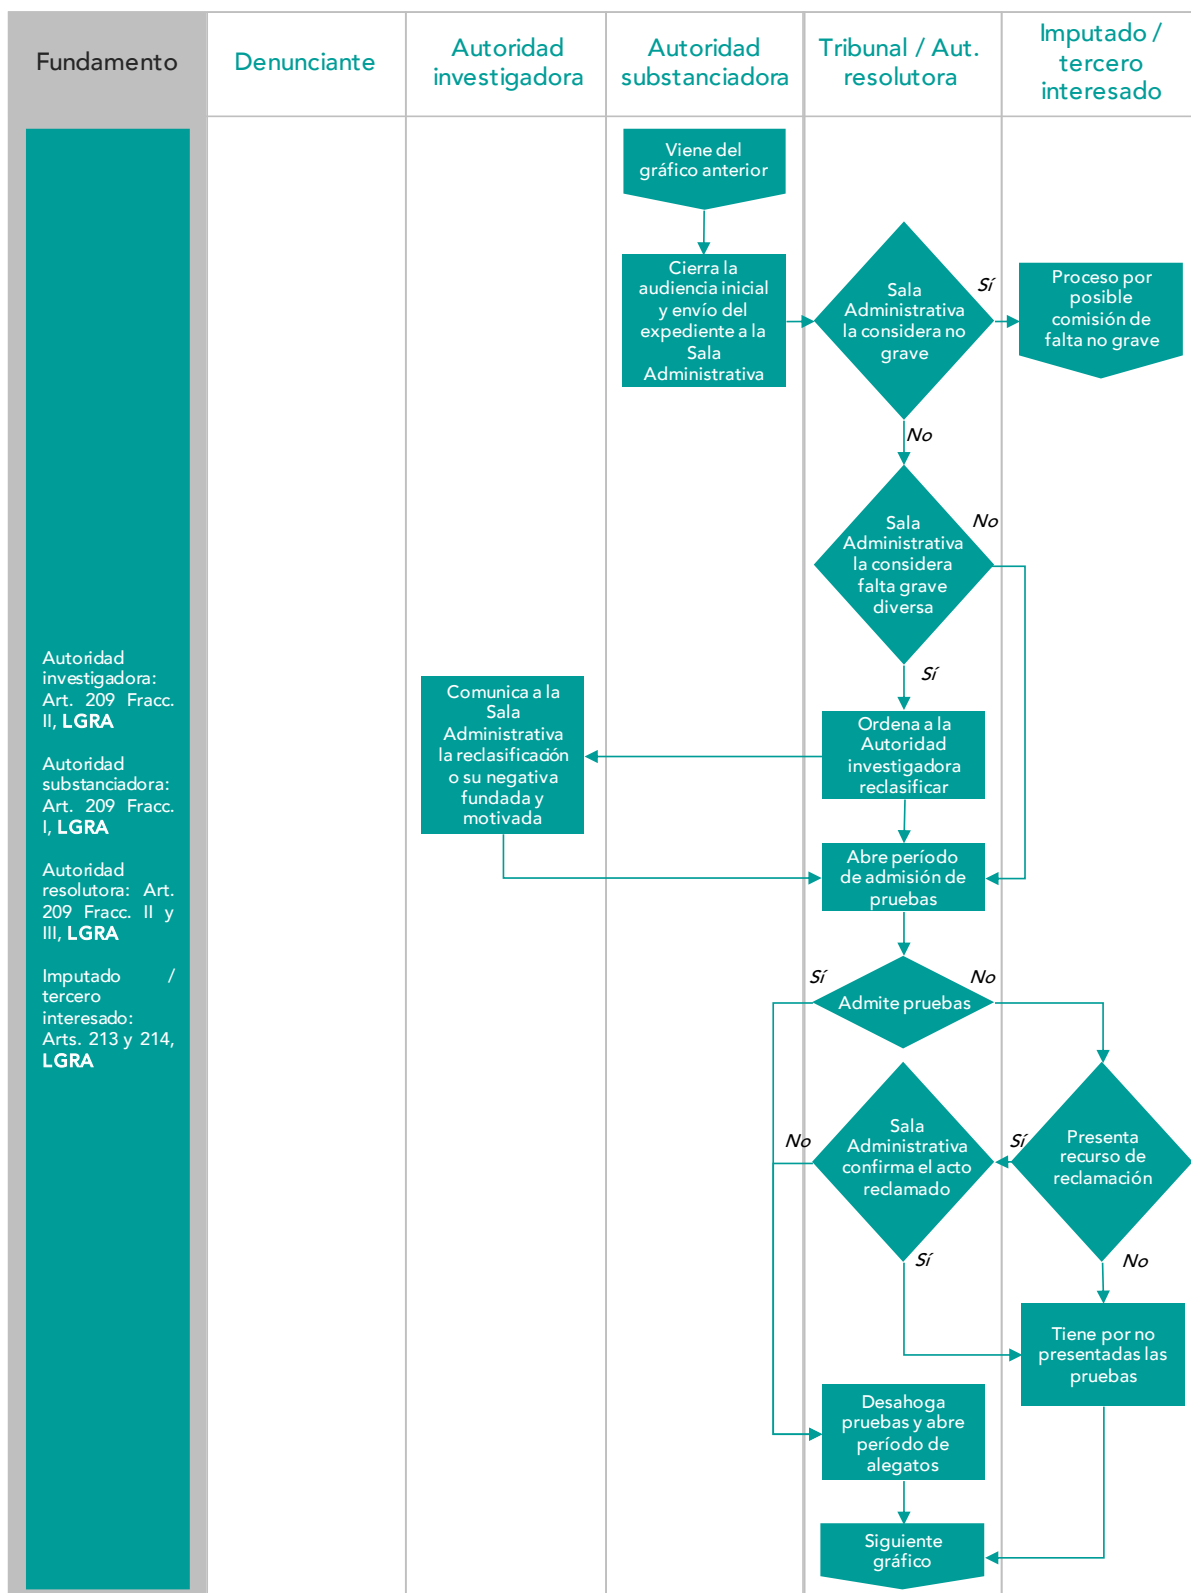 Fundamento
Denunciante
Autoridad
investigadora
Autoridad
substanciadora
Tribunal / Aut.
resolutora
Imputado /
tercero
interesado
Viene del
gráfico anterior
Cierra la
audiencia inicial
y envío del
expediente a la
Sala
Administrativa
Sala
Administrativa
la considera no
grave
Sí
Proceso por
posible
comisión de
falta no grave
No
Sala
Administrativa
la considera
falta grave
diversa
No
Sí
Autoridad
investigadora:
Art. 209 Fracc.
II, LGRA
Autoridad
substanciadora:
Art. 209 Fracc.
I, LGRA
Autoridad
resolutora: Art.
209 Fracc. II y
III, LGRA
Imputado /
tercero
interesado:
Arts. 213 y 214,
LGRA
Comunica a la
Sala
Administrativa
la reclasificación
o su negativa
fundada y
motivada
Ordena a la
Autoridad
investigadora
reclasificar
Abre período
de admisión de
pruebas
Sí
Admite pruebas
No
No
Sala
Administrativa
confirma el acto
reclamado
Sí
Presenta
recurso de
reclamación
Sí
No
Tiene por no
presentadas las
pruebas
Desahoga
pruebas y abre
período de
alegatos
Siguiente
gráfico